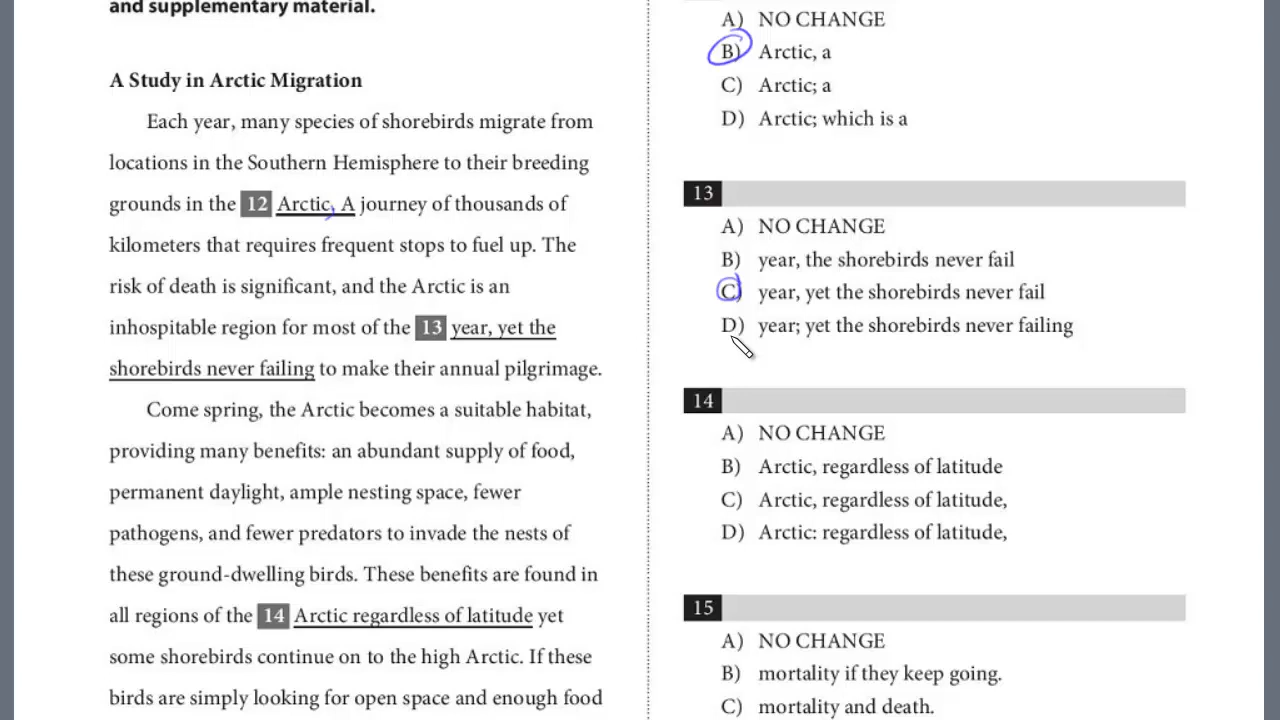 and supplementary material.
A Study in Arctic Migration
Each year, many species of shorebirds migrate from
locations in the Southern Hemisphere to their breeding
grounds in the 12 Arctic, A journey of thousands of
kilometers that requires frequent stops to fuel up. The
risk of death is significant, and the Arctic is an
inhospitable region for most of the 13 year, yet the
shorebirds never failing to make their annual pilgrimage.
Come spring, the Arctic becomes a suitable habitat,
providing many benefits: an abundant supply of food,
permanent daylight, ample nesting space, fewer
pathogens, and fewer predators to invade the nests of
these ground-dwelling birds. These benefits are found in
all regions of the 14 Arctic regardless of latitude yet
some shorebirds continue on to the high Arctic. If these
birds are simply looking for open space and enough food
A) NO CHANGE
B) Arctic, a
C) Arctic; a
D) Arctic; which is a
13
A) NO CHANGE
B) year, the shorebirds never fail
C) year, yet the shorebirds never fail
D) year; yet the shorebirds never failing
14
A) NO CHANGE
B) Arctic, regardless of latitude
C) Arctic, regardless of latitude,
D) Arctic: regardless of latitude,
15
A) NO CHANGE
B) mortality if they keep going.
C) mortality and death.